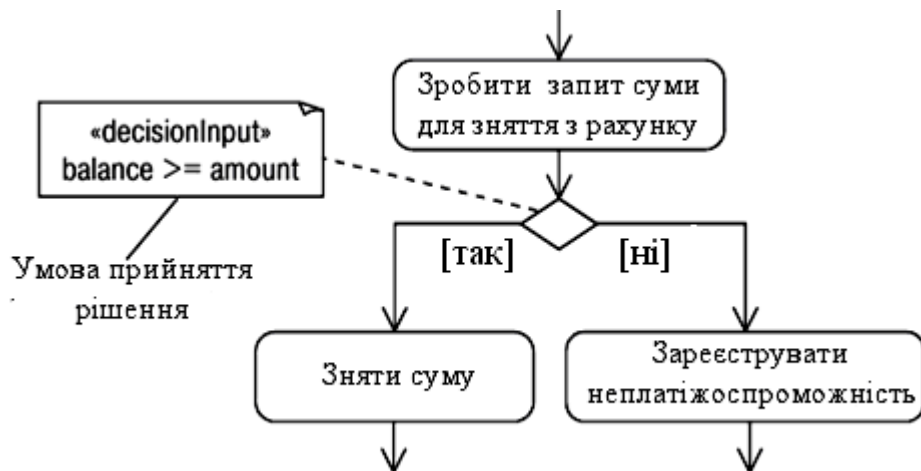 Зробити запит суми
для зняття з рахунку
«decisionInput»
balance >= amount
Умова прийняття
рішення
[так]
[ні]
Зняти суму
Зареєструвати
неплатіжоспроможність